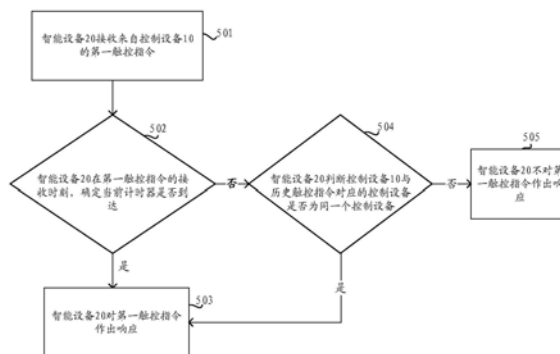 智能设备20接收来自控制设备10
的第一触控指令
501
502
智能设备20在第一触控指令的接
收时刻，确定当前计时器是否到
达
否
504
智能设备20判断控制设备10与
历史触控指令对应的控制设备
是否为同一个控制设备
否
505
智能设备20不对第
一触控指令作出响
应
是
是
503
智能设备20对第一触控指令
作出响应